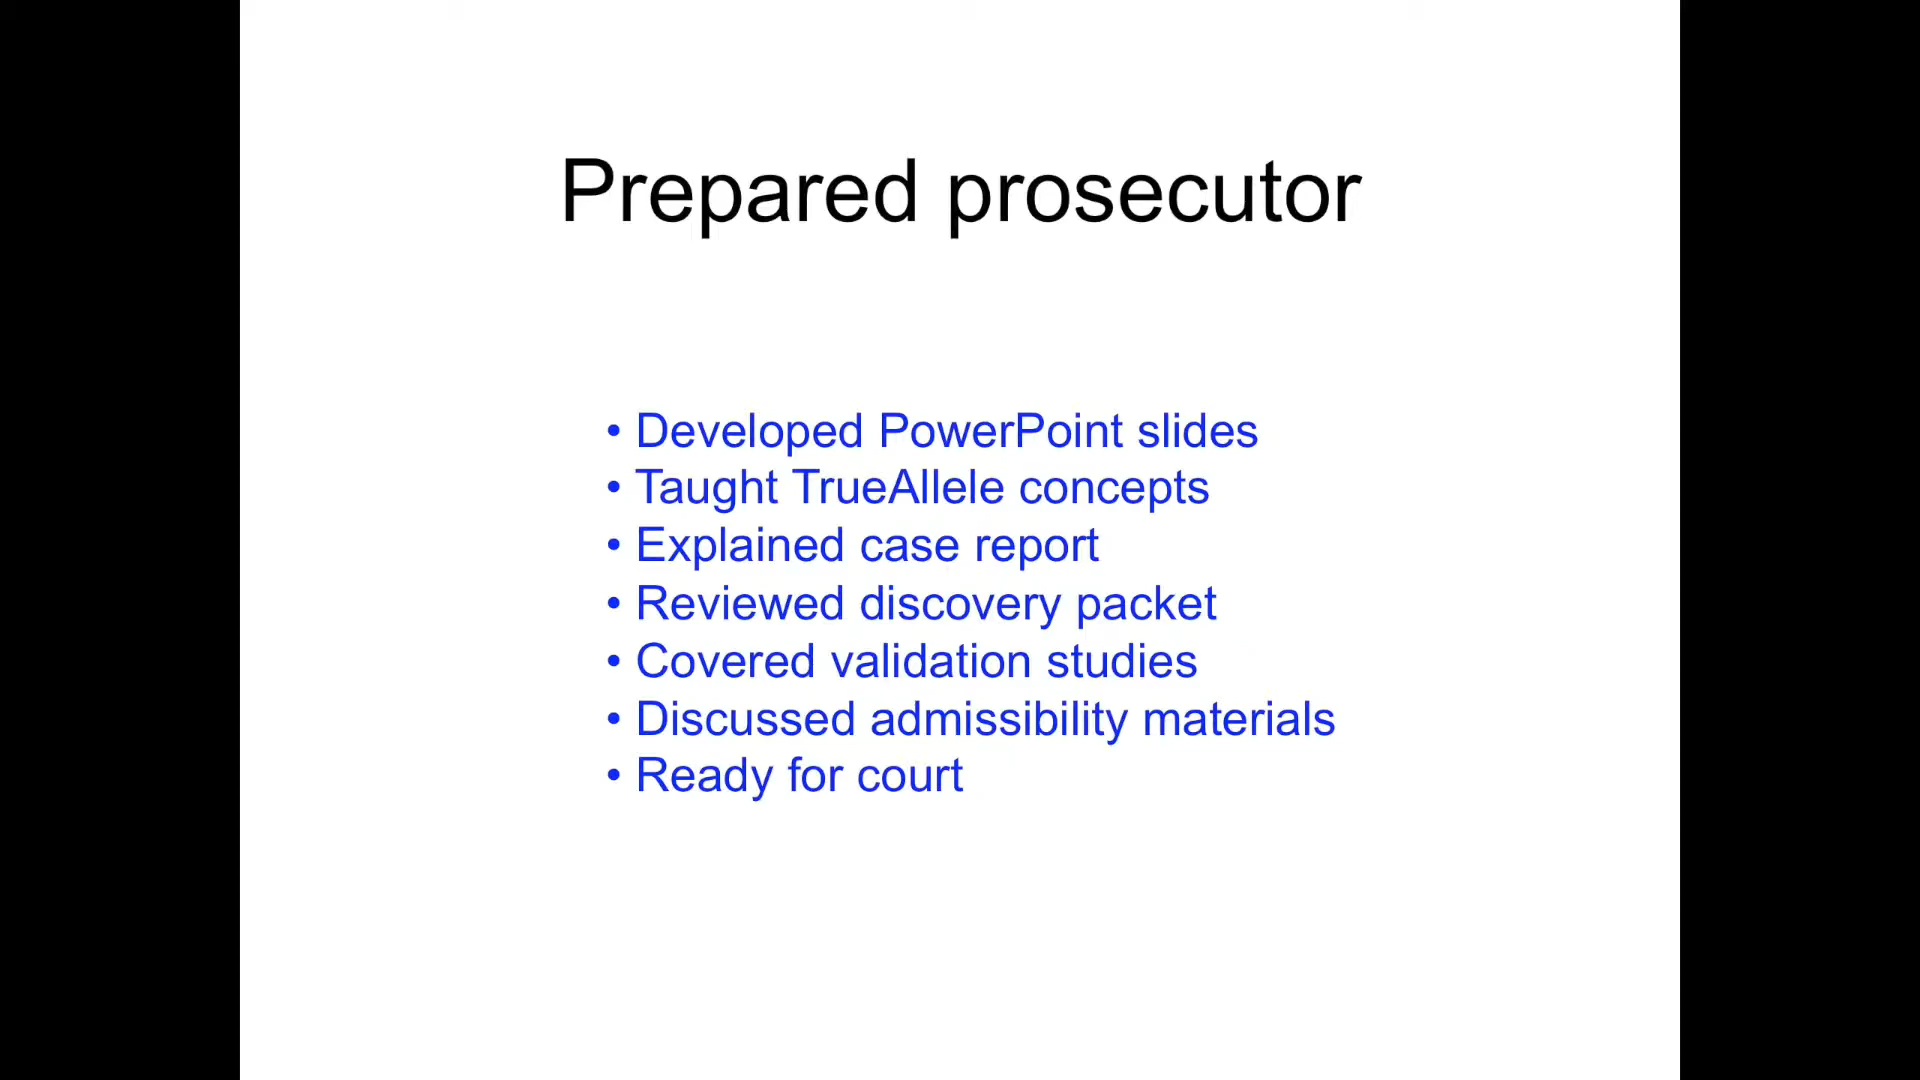 Prepared prosecutor
• Developed PowerPoint slides
• Taught TrueAllele concepts
• Explained case report
• Reviewed discovery packet
• Covered validation studies
• Discussed admissibility materials
• Ready for court